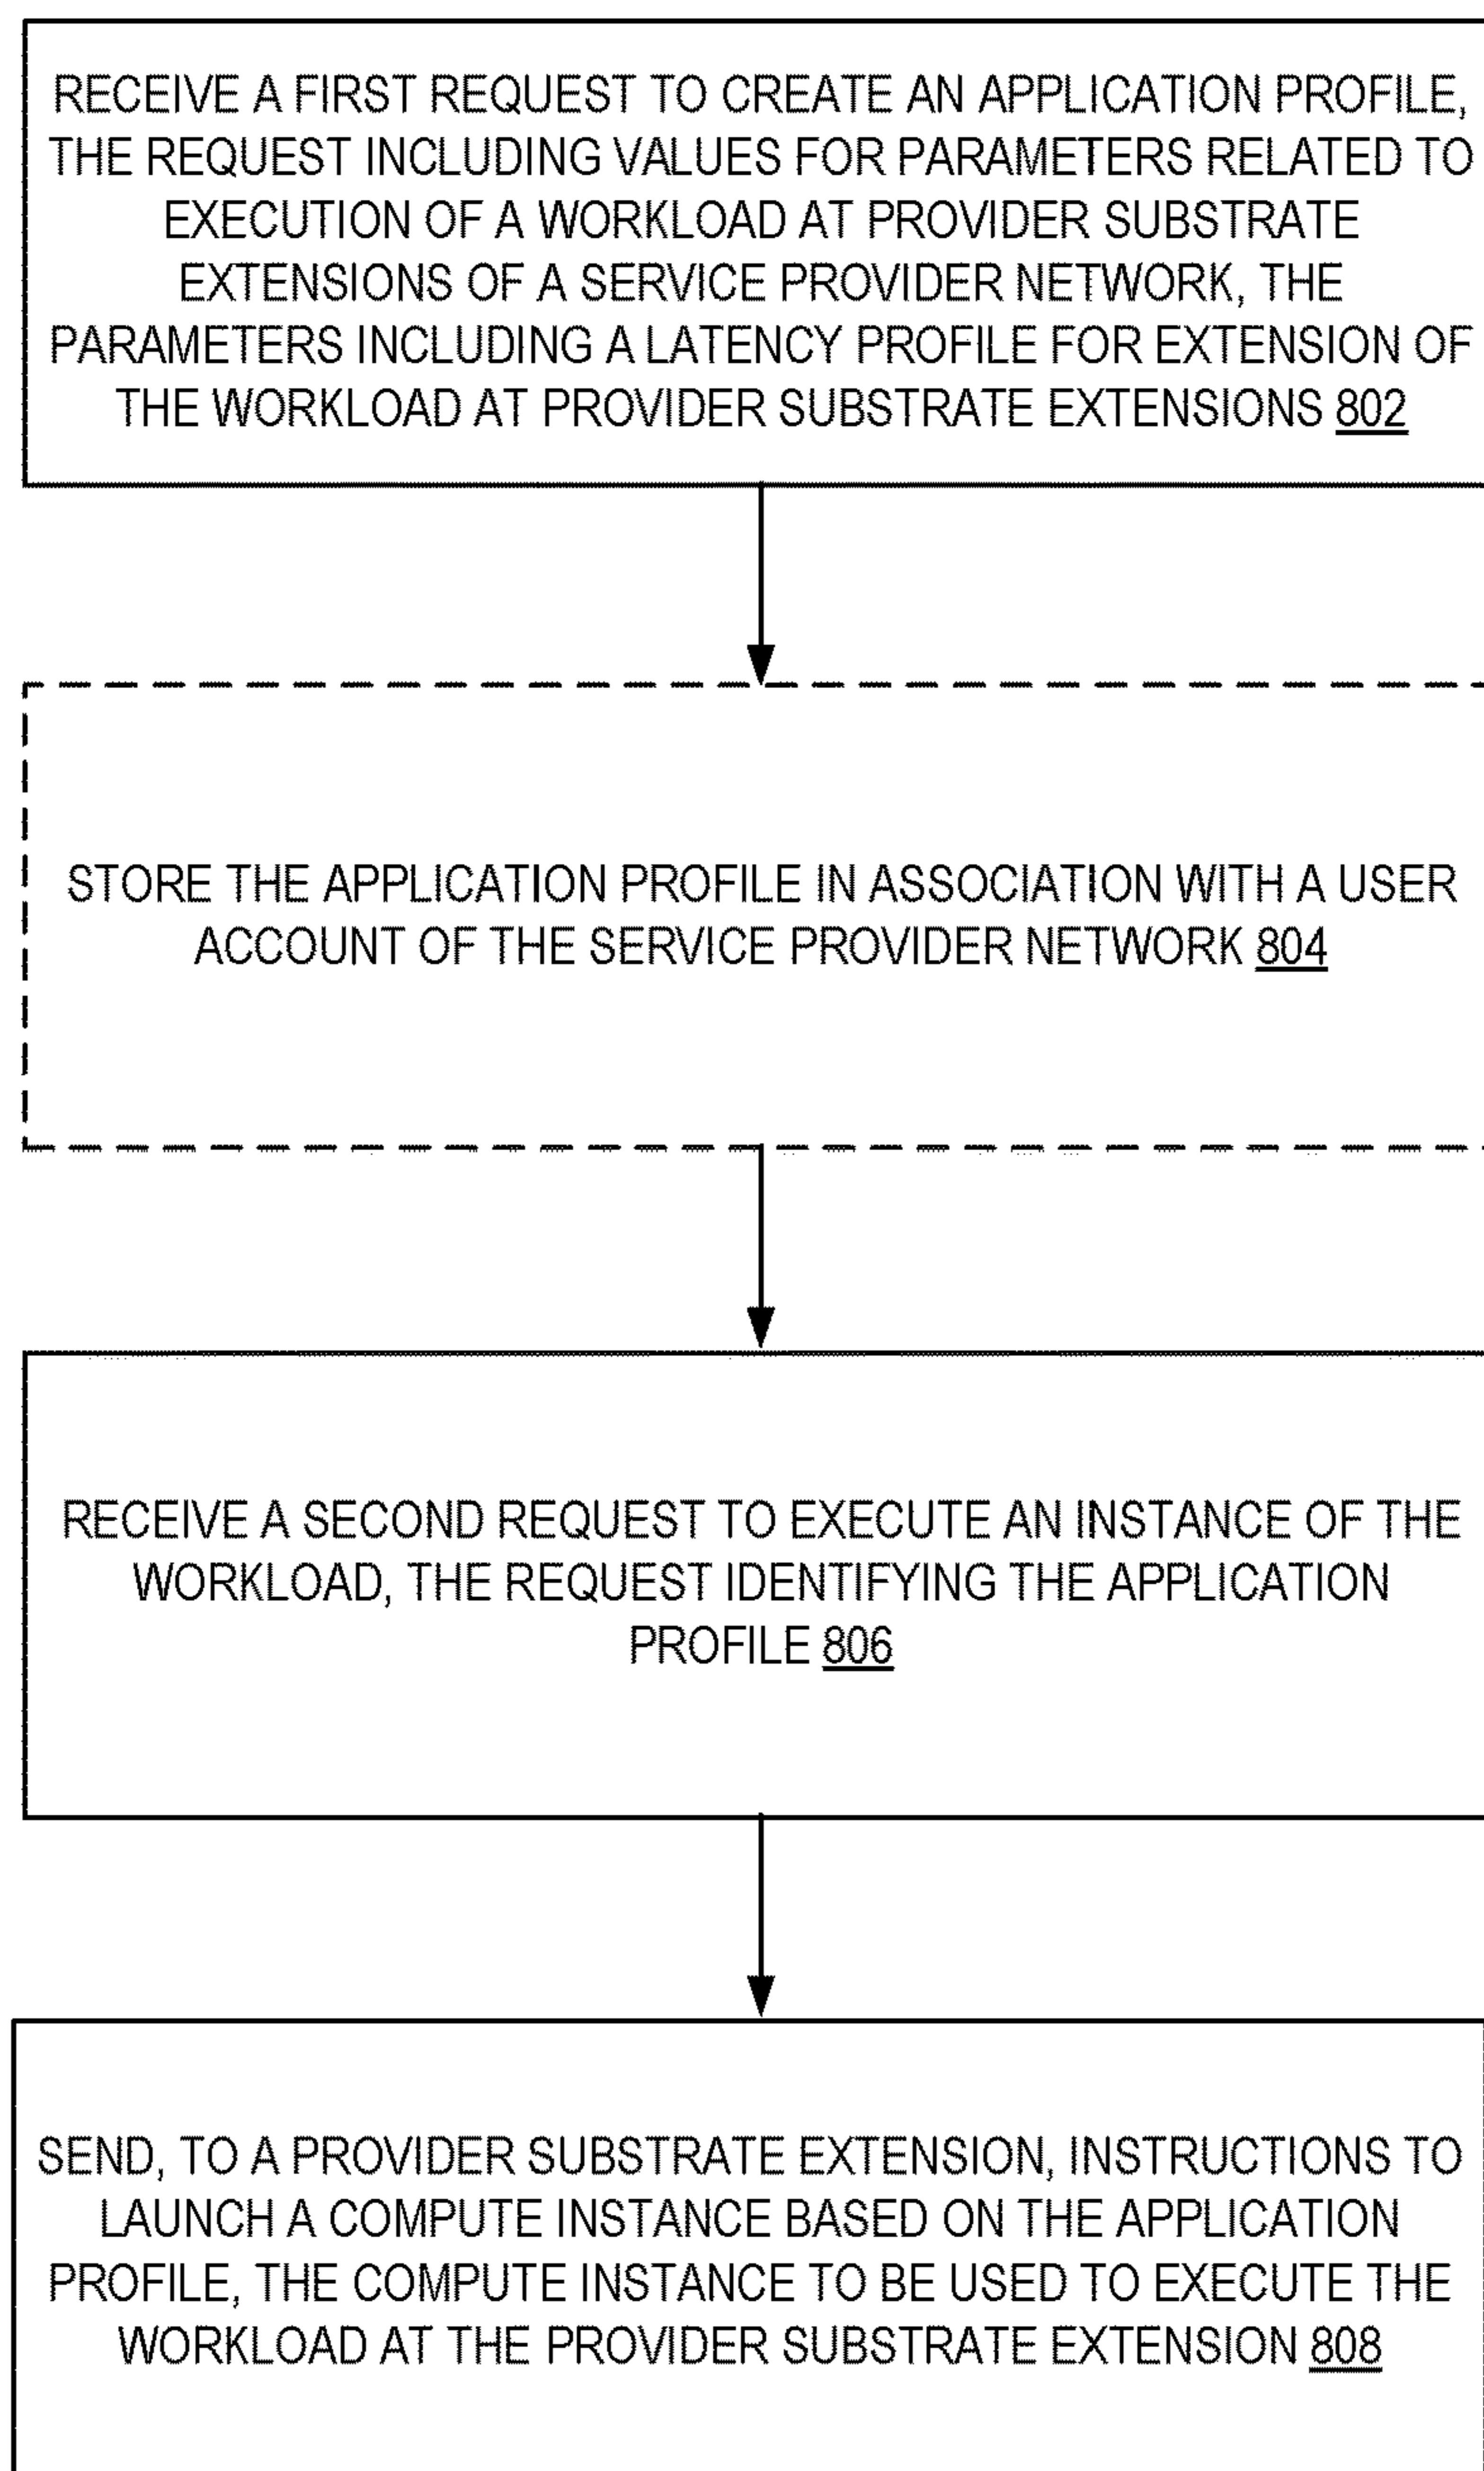 RECEIVE A FIRST REQUEST TO CREATE AN APPLICATION PROFILE,
THE REQUEST INCLUDING VALUES FOR PARAMETERS RELATED TO
EXECUTION OF A WORKLOAD AT PROVIDER SUBSTRATE
EXTENSIONS OF A SERVICE PROVIDER NETWORK, THE
PARAMETERS INCLUDING A LATENCY PROFILE FOR EXTENSION OF
THE WORKLOAD AT PROVIDER SUBSTRATE EXTENSIONS 802
STORE THE APPLICATION PROFILE IN ASSOCIATION WITH A USER
ACCOUNT OF THE SERVICE PROVIDER NETWORK 804
RECEIVE A SECOND REQUEST TO EXECUTE AN INSTANCE OF THE
WORKLOAD, THE REQUEST IDENTIFYING THE APPLICATION
PROFILE 806
SEND, TO A PROVIDER SUBSTRATE EXTENSION, INSTRUCTIONS TO
LAUNCH A COMPUTE INSTANCE BASED ON THE APPLICATION
PROFILE, THE COMPUTE INSTANCE TO BE USED TO EXECUTE THE
WORKLOAD AT THE PROVIDER SUBSTRATE EXTENSION 808